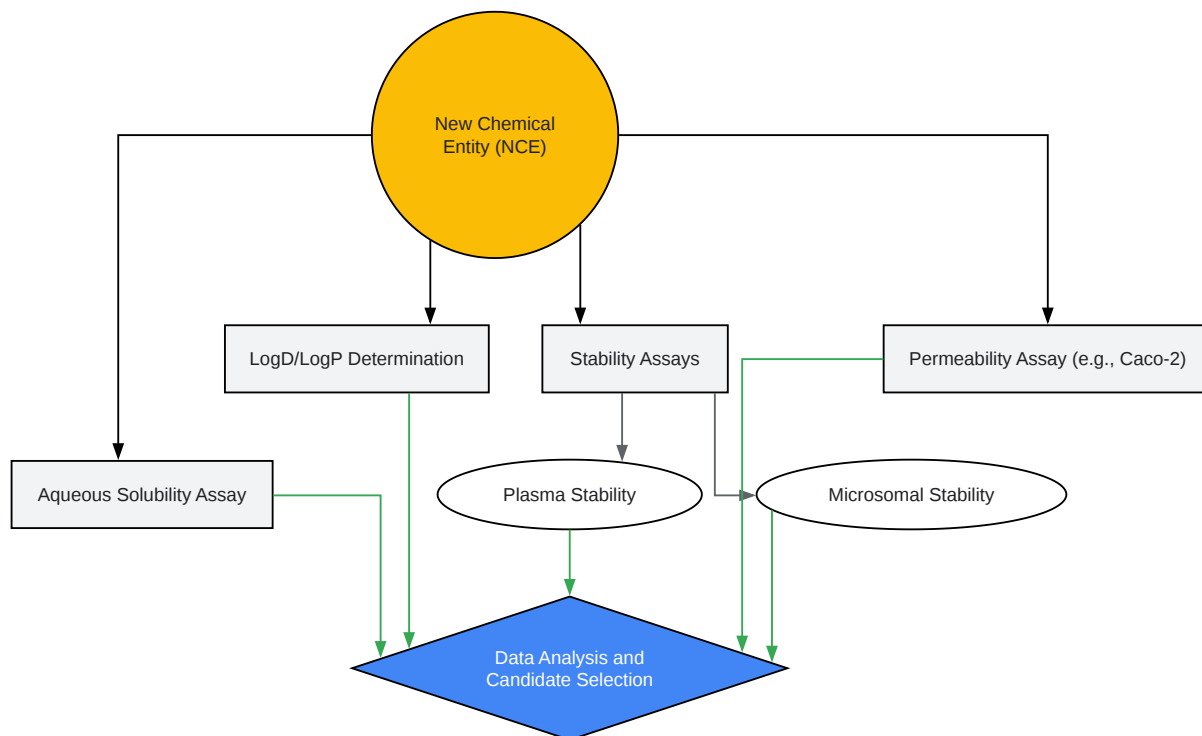 New Chemical
Entity (NCE)
LogD/LogP Determination
Stability Assays
Permeability Assay (e.g., Caco-2)
Aqueous Solubility Assay
Plasma Stability
Microsomal Stability
Data Analysis and
Candidate Selection